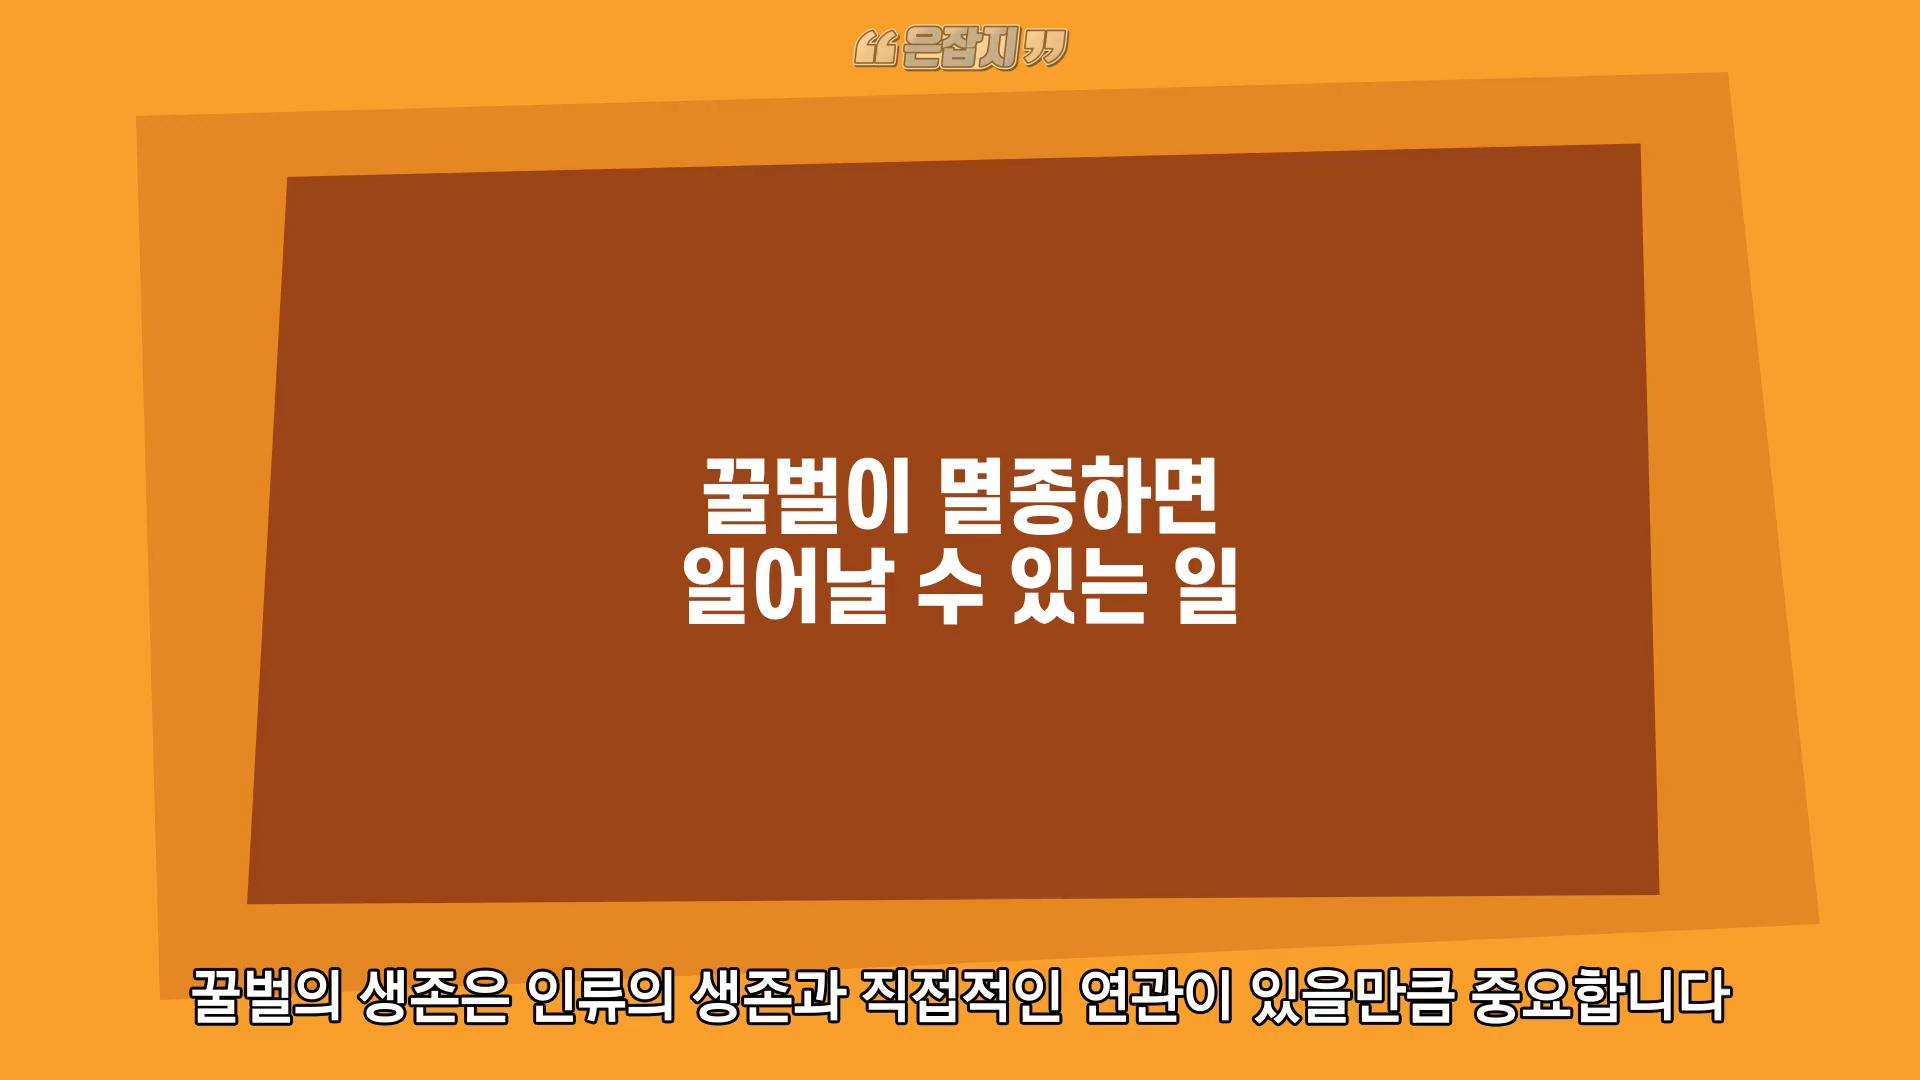 “은잡지”
꿀벌이 멸종하면
일어날 수 있는 일
꿀벌의 생존은 인류의 생존과 직접적인 연관이 있을만큼 중요합니다